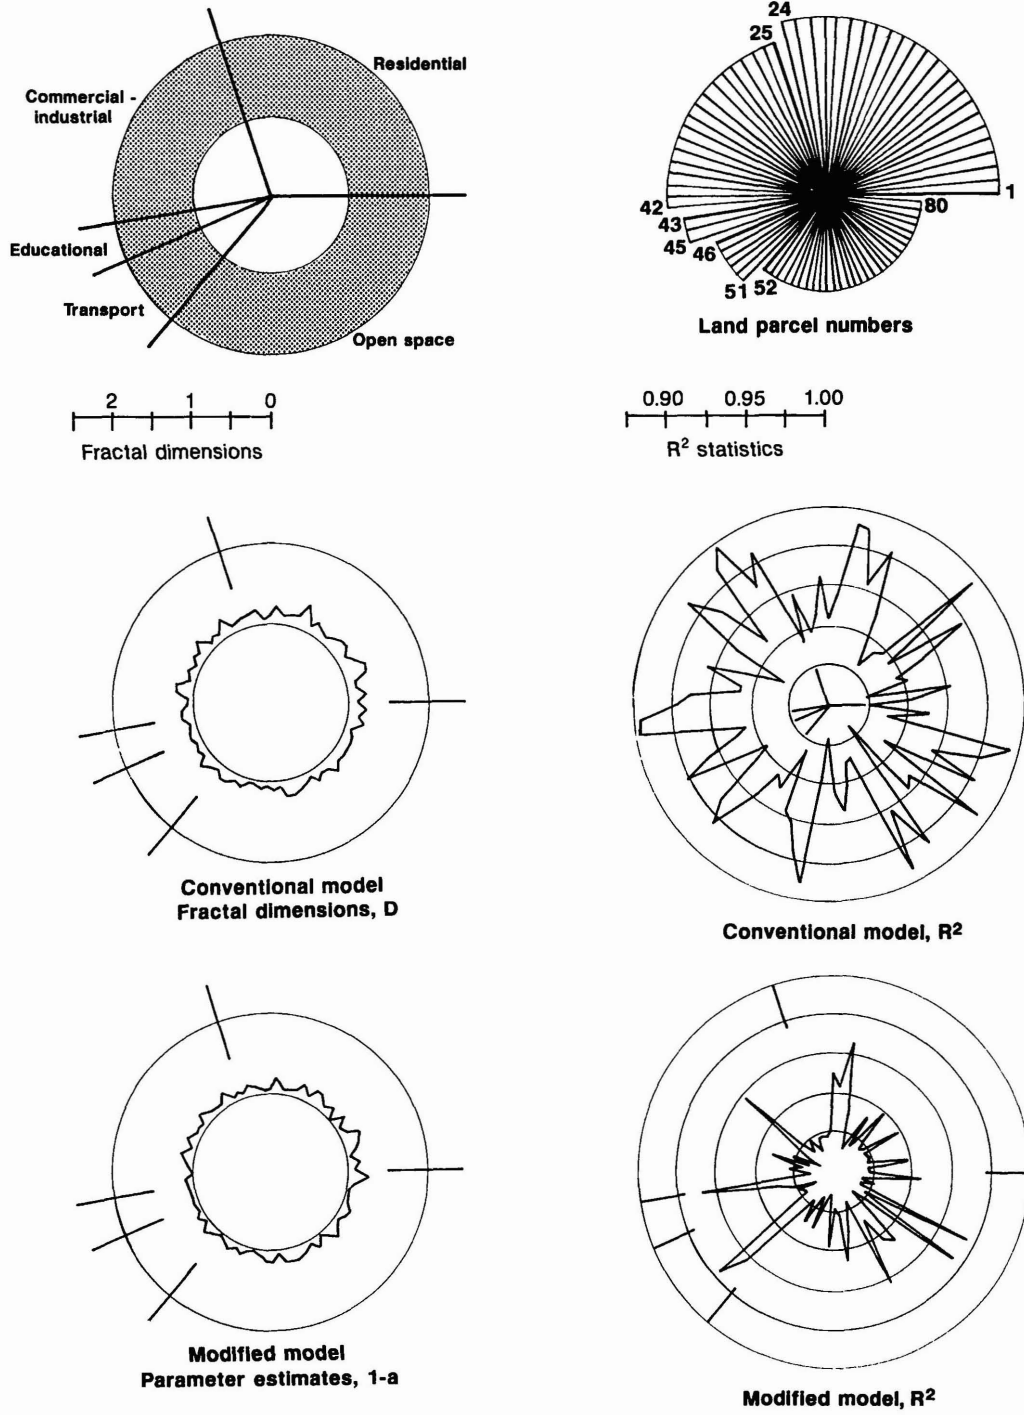 Residential
Commercial -
industrial
Educational
Transport
Open space
24
25
1
42
80
43
45
46
51
52
Land parcel numbers
2 1 0
Fractal dimensions
0.90 0.95 1.00
R² statistics
Conventional model
Fractal dimensions, D
Conventional model, R²
Modified model
Parameter estimates, 1-a
Modified model, R²